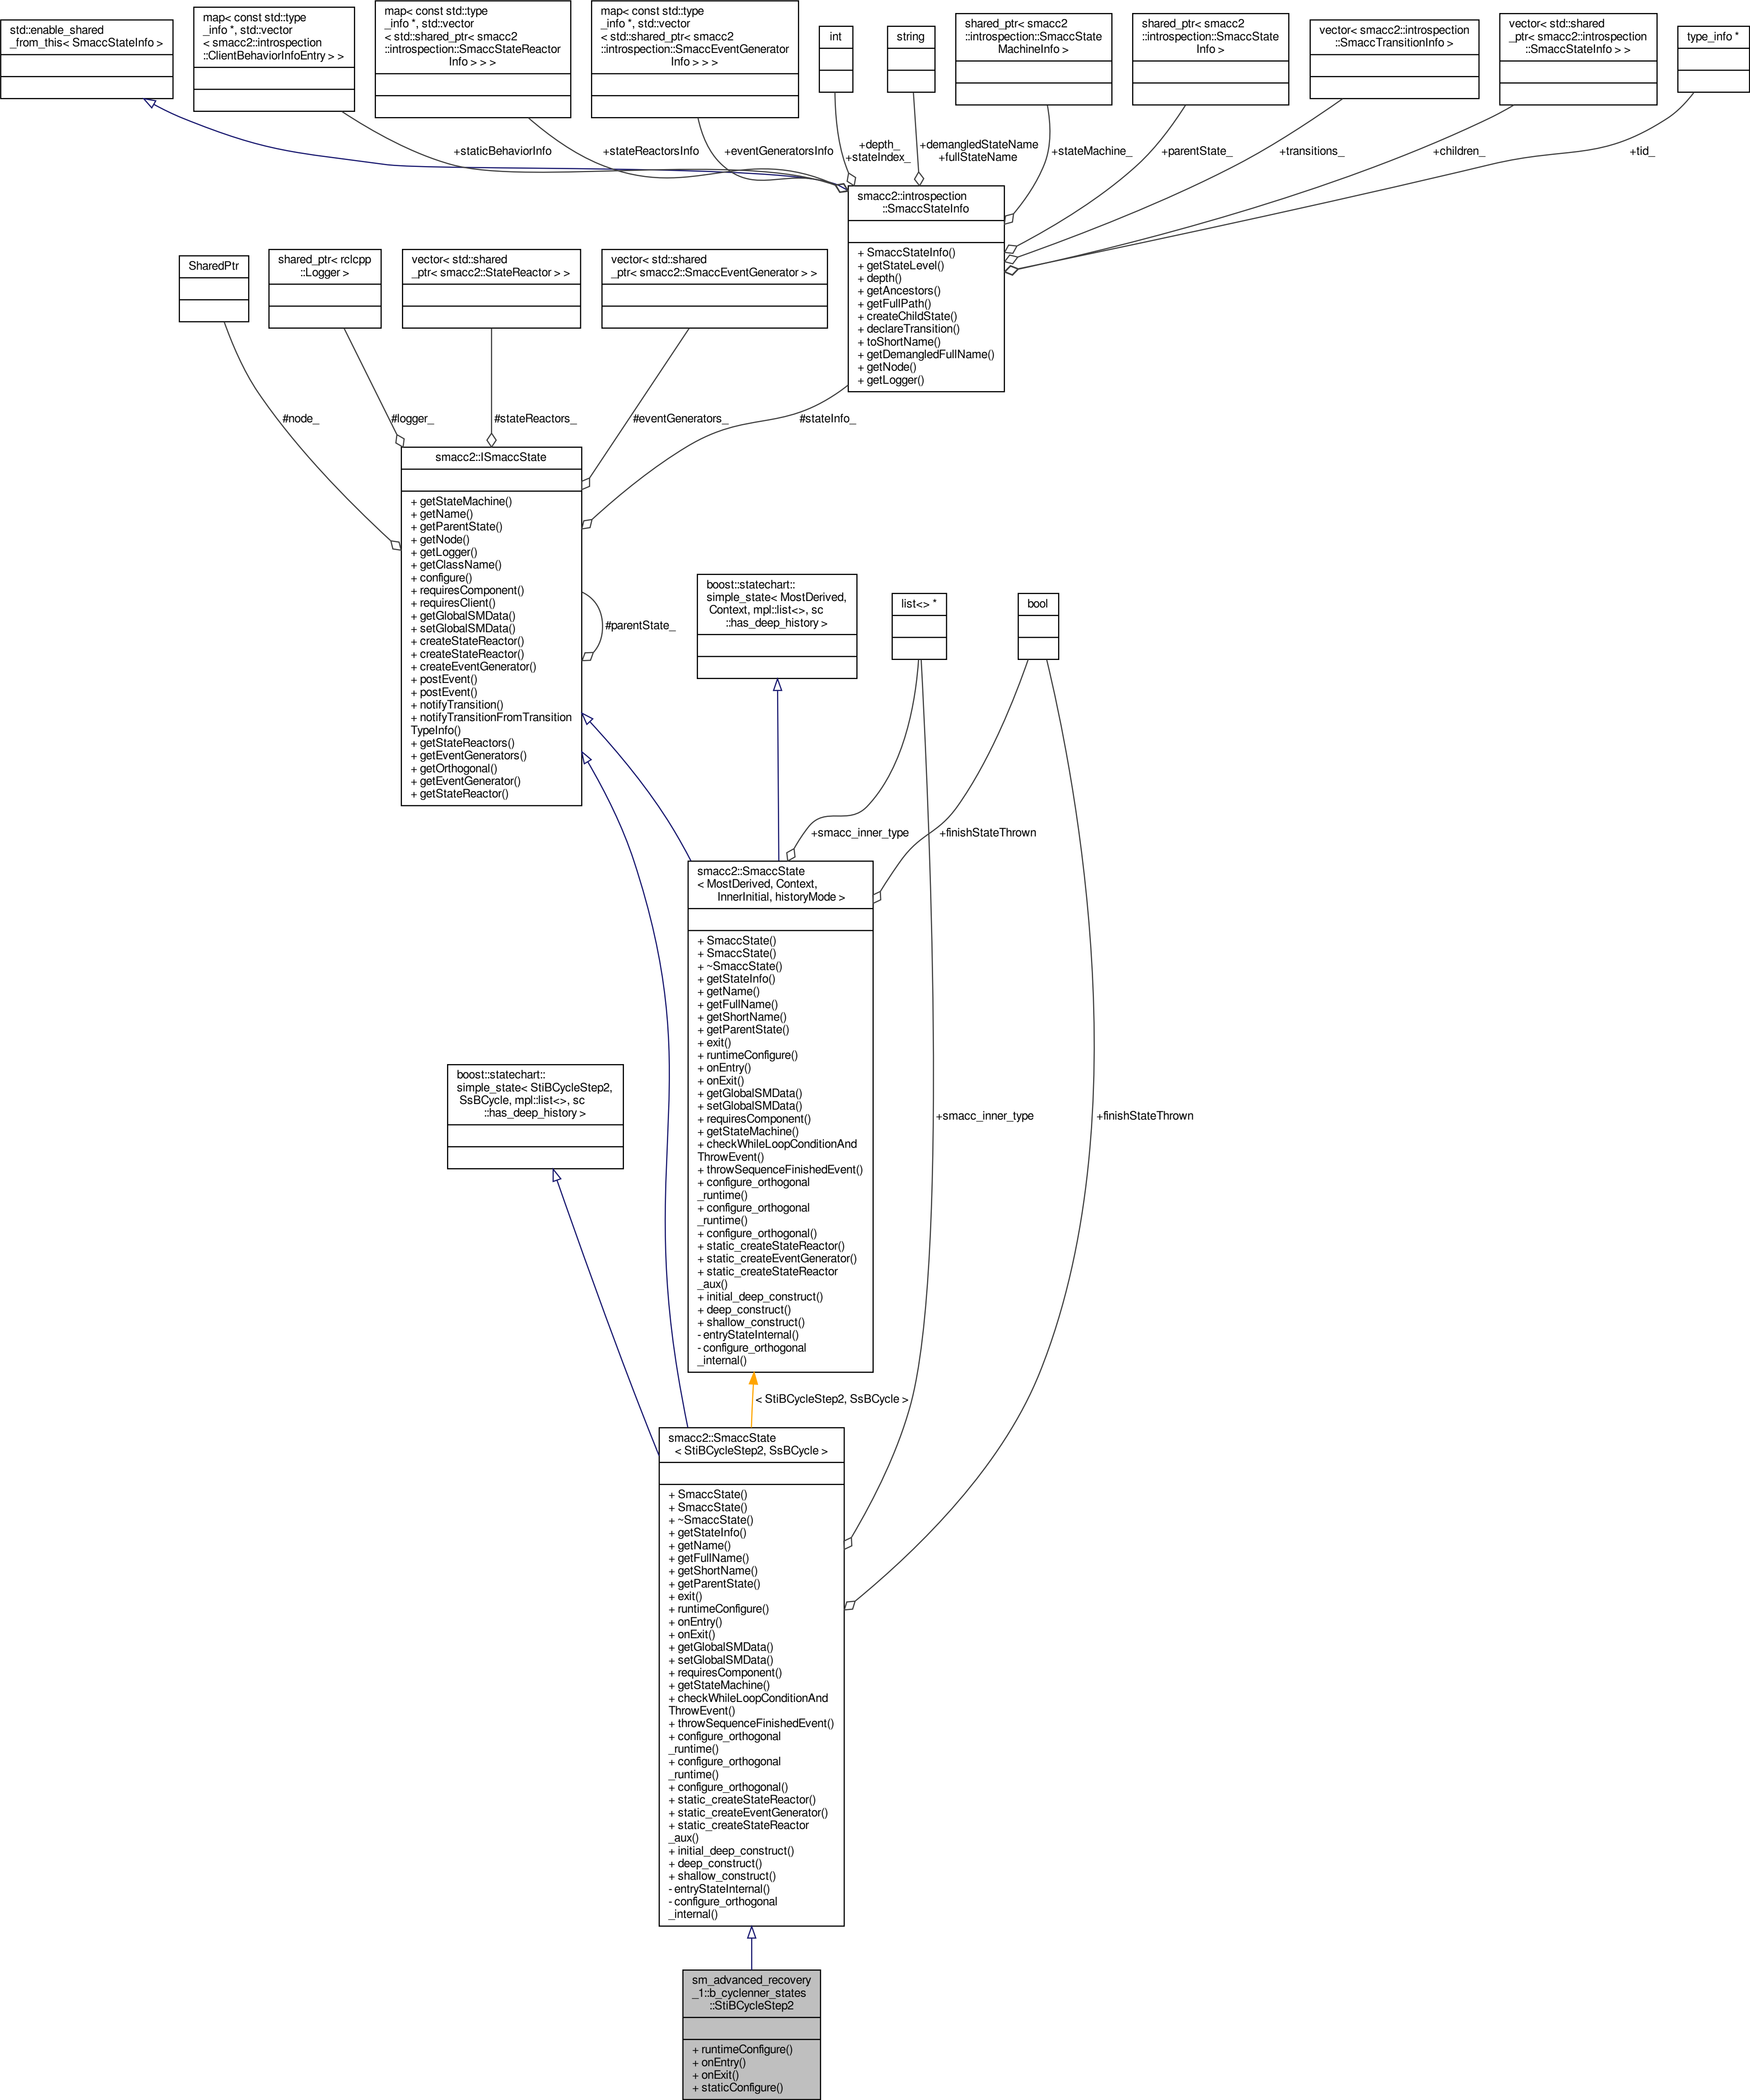 std::enable_shared
_from_this< SmaccStateInfo >
map< const std::type
_info *, std::vector
< smacc2::introspection
::ClientBehaviorInfoEntry > >
map< const std::type
_info *, std::vector
< std::shared_ptr< smacc2
::introspection::SmaccStateReactor
Info > > >
map< const std::type
_info *, std::vector
< std::shared_ptr< smacc2
::introspection::SmaccEventGenerator
Info > > >
int
string
shared_ptr< smacc2
::introspection::SmaccState
MachineInfo >
shared_ptr< smacc2
::introspection::SmaccState
Info >
vector< smacc2::introspection
::SmaccTransitionInfo >
vector< std::shared
_ptr< smacc2::introspection
::SmaccStateInfo > >
type_info *
+staticBehaviorInfo
+stateReactorsInfo
+eventGeneratorsInfo
+depth_
+stateIndex_
+demangledStateName
+fullStateName
+stateMachine_
+parentState_
+transitions_
+children_
+tid_
smacc2::introspection
::SmaccStateInfo
+ SmaccStateInfo()
+ getStateLevel()
+ depth()
+ getAncestors()
+ getFullPath()
+ createChildState()
+ declareTransition()
+ toShortName()
+ getDemangledFullName()
+ getNode()
+ getLogger()
SharedPtr
shared_ptr< rclcpp
::Logger >
vector< std::shared
_ptr< smacc2::StateReactor > >
vector< std::shared
_ptr< smacc2::SmaccEventGenerator > >
#node_
#logger_
#stateReactors_
#eventGenerators_
#stateInfo_
smacc2::ISmaccState
+ getStateMachine()
+ getName()
+ getParentState()
+ getNode()
+ getLogger()
+ getClassName()
+ configure()
+ requiresComponent()
+ requiresClient()
+ getGlobalSMData()
+ setGlobalSMData()
+ createStateReactor()
+ createStateReactor()
+ createEventGenerator()
+ postEvent()
+ postEvent()
+ notifyTransition()
+ notifyTransitionFromTransition
TypeInfo()
+ getStateReactors()
+ getEventGenerators()
+ getOrthogonal()
+ getEventGenerator()
+ getStateReactor()
#parentState_
boost::statechart::
simple_state< MostDerived,
Context, mpl::list<>, sc
::has_deep_history >
list<> *
bool
+smacc_inner_type
+finishStateThrown
smacc2::SmaccState
< MostDerived, Context,
InnerInitial, historyMode >
+ SmaccState()
+ SmaccState()
+ ~SmaccState()
+ getStateInfo()
+ getName()
+ getFullName()
+ getShortName()
+ getParentState()
+ exit()
+ runtimeConfigure()
+ onEntry()
+ onExit()
+ getGlobalSMData()
+ setGlobalSMData()
+ requiresComponent()
+ getStateMachine()
+ checkWhileLoopConditionAnd
ThrowEvent()
+ throwSequenceFinishedEvent()
+ configure_orthogonal
_runtime()
+ configure_orthogonal
_runtime()
+ configure_orthogonal()
+ static_createStateReactor()
+ static_createEventGenerator()
+ static_createStateReactor
_aux()
+ initial_deep_construct()
+ deep_construct()
+ shallow_construct()
- entryStateInternal()
- configure_orthogonal
_internal()
boost::statechart::
simple_state< StiBCycleStep2,
SsBCycle, mpl::list<>, sc
::has_deep_history >
+smacc_inner_type
+finishStateThrown
< StiBCycleStep2, SsBCycle >
smacc2::SmaccState
< StiBCycleStep2, SsBCycle >
+ SmaccState()
+ SmaccState()
+ ~SmaccState()
+ getStateInfo()
+ getName()
+ getFullName()
+ getShortName()
+ getParentState()
+ exit()
+ runtimeConfigure()
+ onEntry()
+ onExit()
+ getGlobalSMData()
+ setGlobalSMData()
+ requiresComponent()
+ getStateMachine()
+ checkWhileLoopConditionAnd
ThrowEvent()
+ throwSequenceFinishedEvent()
+ configure_orthogonal
_runtime()
+ configure_orthogonal
_runtime()
+ configure_orthogonal()
+ static_createStateReactor()
+ static_createEventGenerator()
+ static_createStateReactor
_aux()
+ initial_deep_construct()
+ deep_construct()
+ shallow_construct()
- entryStateInternal()
- configure_orthogonal
_internal()
sm_advanced_recovery
_1::b_cyclenner_states
::StiBCycleStep2
+ runtimeConfigure()
+ onEntry()
+ onExit()
+ staticConfigure()